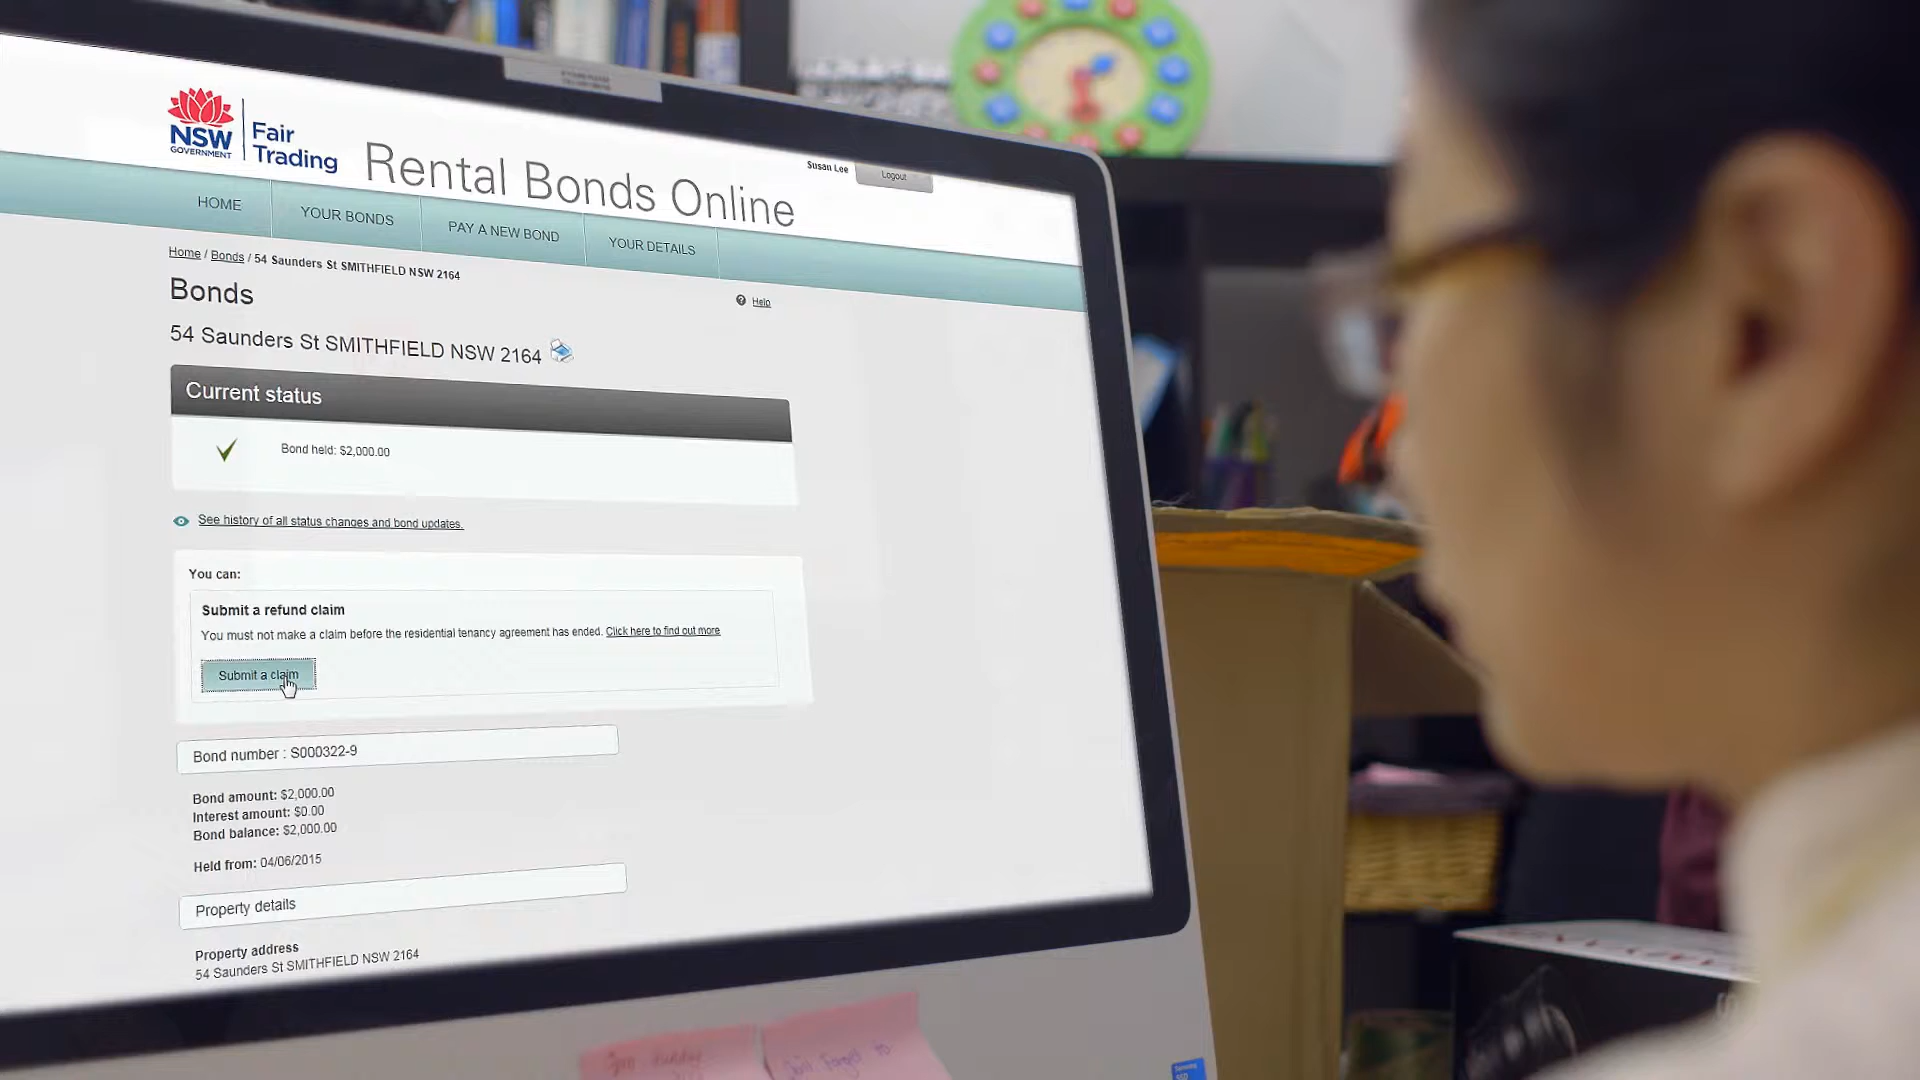 NSW
GOVERNMENT
Fair
Trading
Rental Bonds Online
Susan Lee
Logout
HOME
YOUR BONDS
PAY A NEW BOND
YOUR DETAILS
Home / Bonds / 54 Saunders St SMITHFIELD NSW 2164
Bonds
Help
54 Saunders St SMITHFIELD NSW 2164
Current status
Bond held: $2,000.00
See history of all status changes and bond updates.
You can:
Submit a refund claim
You must not make a claim before the residential tenancy agreement has ended. Click here to find out more
Submit a claim
Bond number : S000322-9
Bond amount: $2,000.00
Interest amount: $0.00
Bond balance: $2,000.00
Held from: 04/06/2015
Property details
Property address
54 Saunders St SMITHFIELD NSW 2164